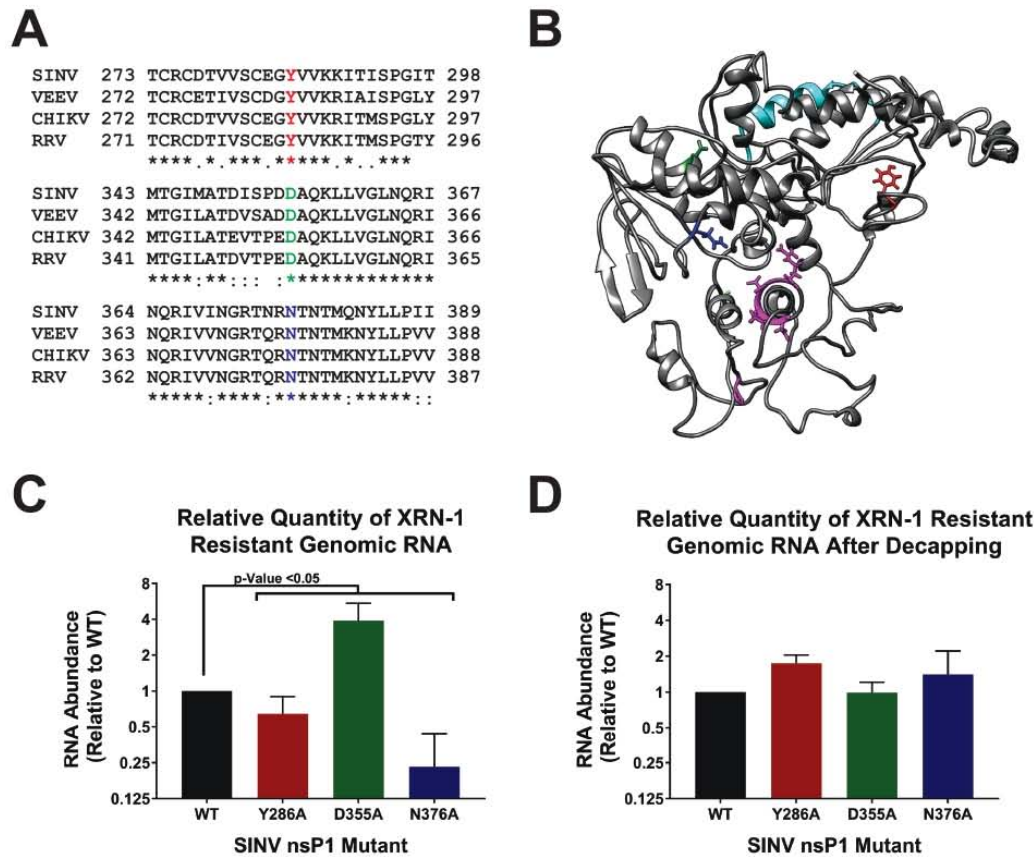 A
SINV 273 TCRCDTVVSCEGYVVKKITISPGIT 298
VEEV 272 TCRCETIVSCDGYVVKRIAISPGLY 297
CHIKV 272 TCRCDTIVSCEGYVVKKITMSPGLY 297
RRV 271 TCRCDTIVSCEGYVVKKITMSPGTY 296
****.*.***.********.*..***
SINV 343 MTGIMATDISPDDAQKLLVGLNQRI 367
VEEV 342 MTGILATDVSADDAQKLLVGLNQRI 366
CHIKV 342 MTGILATEVTPEDAQKLLVGLNQRI 366
RRV 341 MTGILATDVTPEDAQKLLVGLNQRI 365
****:**::: :*************
SINV 364 NQRIVINGRTNRNTNTMQNYLLPII 389
VEEV 363 NQRIVVNGRTQRNTNTMKNYLLPVV 388
CHIKV 363 NQRIVVNGRTQRNTNTMKNYLLPVV 388
RRV 362 NQRIVVNGRTQRNTNTMKNYLLPVV 387
*****:****:******:*****::
B
C
Relative Quantity of XRN-1
Resistant Genomic RNA
p-Value <0.05
RNA Abundance
(Relative to WT)
8
4
2
1
0.5
0.25
0.125
WT Y286A D355A N376A
SINV nsP1 Mutant
D
Relative Quantity of XRN-1 Resistant
Genomic RNA After Decapping
RNA Abundance
(Relative to WT)
8
4
2
1
0.5
0.25
0.125
WT Y286A D355A N376A
SINV nsP1 Mutant